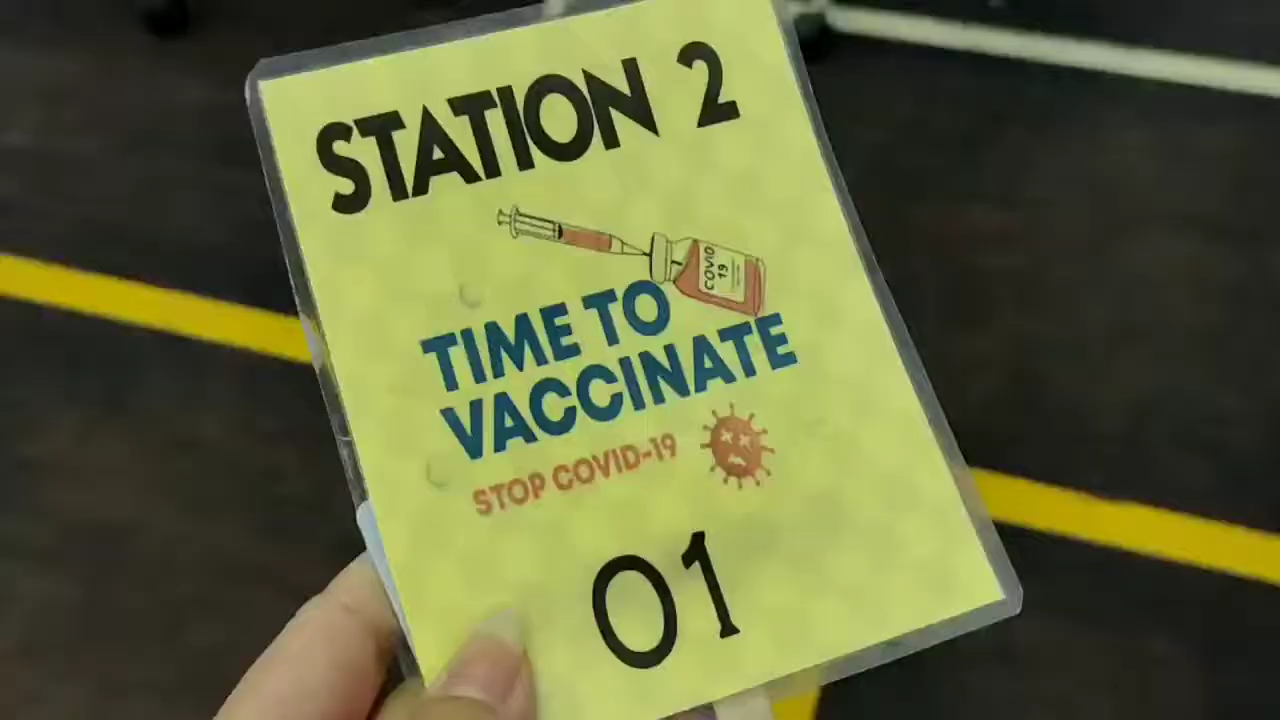 STATION 2
COVID
19
TIME TO
VACCINATE
STOP COVID-19
01